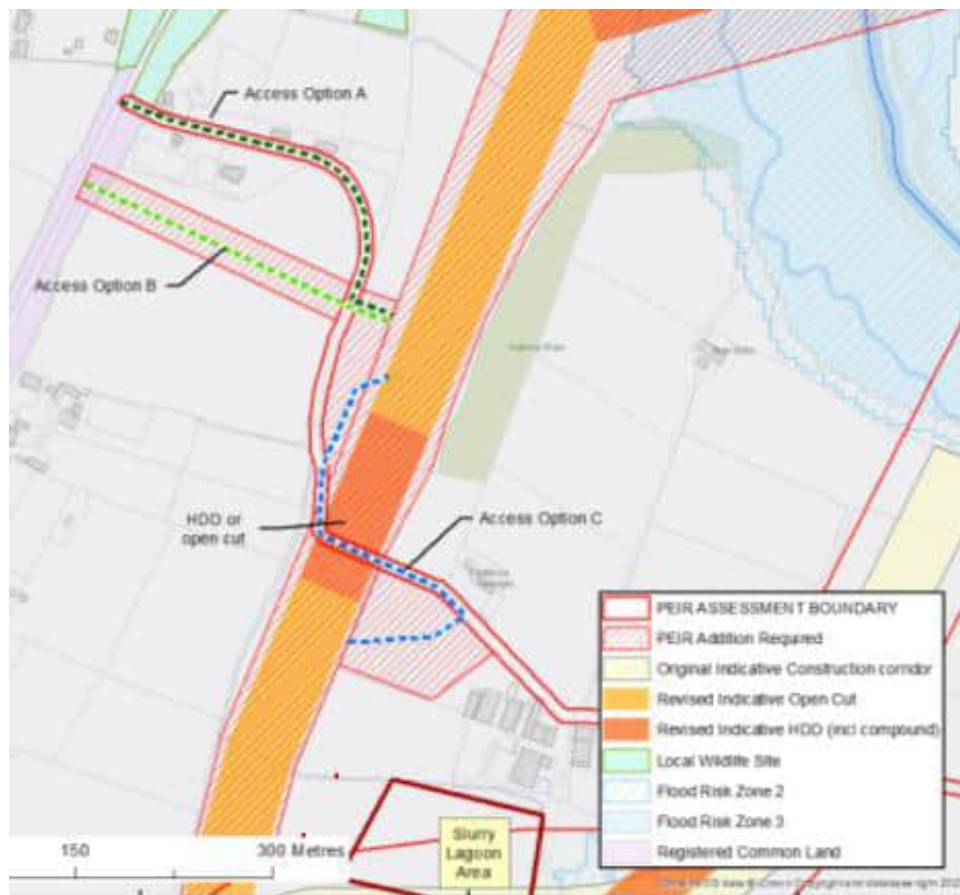 Access Option A
Access Option B
HDD or
open cut
Access Option C
PEIR ASSESSMENT BOUNDARY
PEIR Addition Required
Original Indicative Construction corridor
Revised Indicative Open Cut
Revised Indicative HDD (incl compound)
Local Wildlife Site
Flood Risk Zone 2
Flood Risk Zone 3
Registered Common Land
Slurry
Lagoon
Area
150
300 Metres